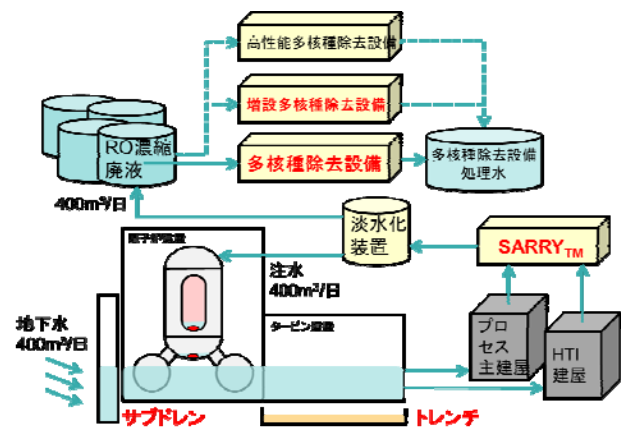 高性能多核種除去設備
増設多核種除去設備
多核種除去設備
RO濃縮
廃液
多核種除去設備
処理水
400m³/日
淡水化
装置
SARRY TM
原子炉建屋
注水
400m³/日
地下水
400m³/日
タービン建屋
プロ
セス
主建屋
HTI
建屋
サブドレン
トレンチ